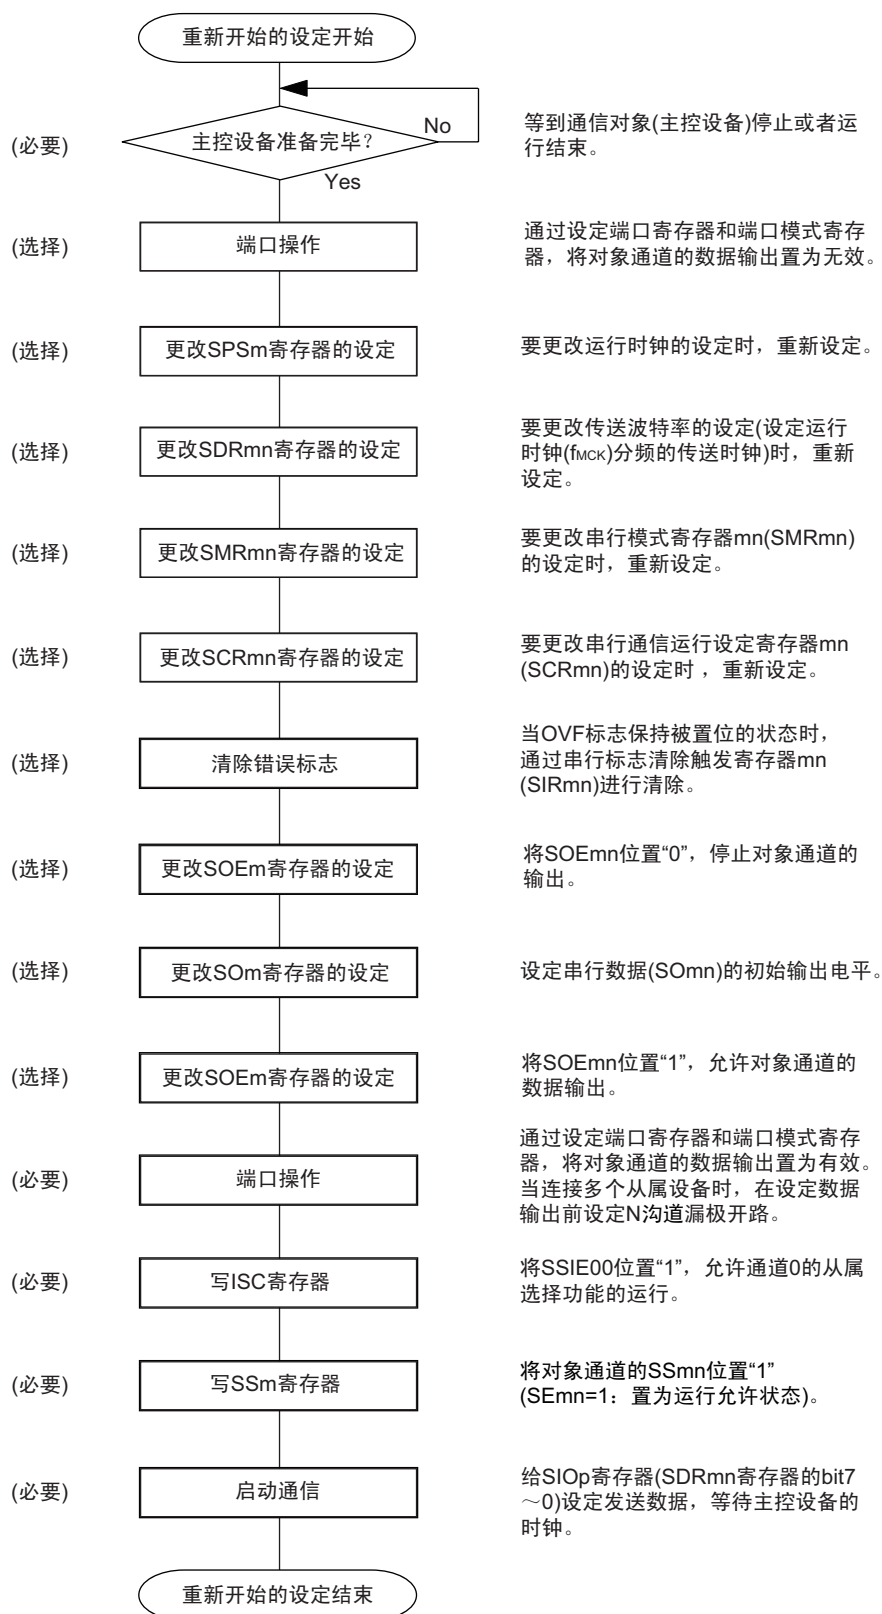 重新开始的设定开始
(必要)
主控设备准备完毕？
No
Yes
等到通信对象(主控设备)停止或者运
行结束。
(选择)
端口操作
通过设定端口寄存器和端口模式寄存
器，将对象通道的数据输出置为无效。
(选择)
更改SPSm寄存器的设定
要更改运行时钟的设定时，重新设定。
(选择)
更改SDRmn寄存器的设定
要更改传送波特率的设定(设定运行
时钟(fMCK)分频的传送时钟)时，重新
设定。
(选择)
更改SMRmn寄存器的设定
要更改串行模式寄存器mn(SMRmn)
的设定时，重新设定。
(选择)
更改SCRmn寄存器的设定
要更改串行通信运行设定寄存器mn
(SCRmn)的设定时，重新设定。
(选择)
清除错误标志
当OVF标志保持被置位的状态时，
通过串行标志清除触发寄存器mn
(SIRmn)进行清除。
(选择)
更改SOEm寄存器的设定
将SOEmn位置“0”，停止对象通道的
输出。
(选择)
更改SOm寄存器的设定
设定串行数据(SOmn)的初始输出电平。
(选择)
更改SOEm寄存器的设定
将SOEmn位置“1”，允许对象通道的
数据输出。
(必要)
端口操作
通过设定端口寄存器和端口模式寄存
器，将对象通道的数据输出置为有效。
当连接多个从属设备时，在设定数据
输出前设定N沟道漏极开路。
(必要)
写ISC寄存器
将SSIE00位置“1”，允许通道0的从属
选择功能的运行。
(必要)
写SSm寄存器
将对象通道的SSmn位置“1”
(SEmn=1：置为运行允许状态)。
(必要)
启动通信
给SIOp寄存器(SDRmn寄存器的bit7
～0)设定发送数据，等待主控设备的
时钟。
重新开始的设定结束